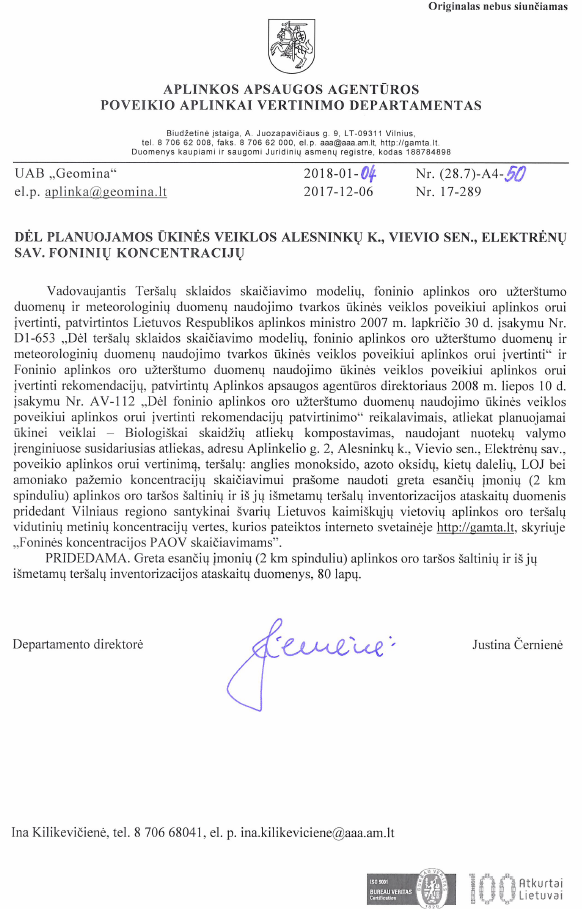 Originalas nebus siunčiamas
APLINKOS APSAUGOS AGENTŪROS
POVEIKIO APLINKAI VERTINIMO DEPARTAMENTAS
Biudžetinė įstaiga, A. Juozapavičiaus g. 9, LT-09311 Vilnius,
tel. 8 706 62 008, faks. 8 706 62 000, el.p. aaa@aaa.am.lt, http://gamta.lt.
Duomenys kaupiami ir saugomi Juridinių asmenų registre, kodas 188784898
UAB „Geomina“ 2018-01-04 Nr. (28.7)-A4-50
el.p. aplinka@geomina.lt 2017-12-06 Nr. 17-289
DĖL PLANUOJAMOS ŪKINĖS VEIKLOS ALESNINKŲ K., VIEVIO SEN., ELEKTRĖNŲ
SAV. FONINIŲ KONCENTRACIJŲ
Vadovaujantis Teršalų sklaidos skaičiavimo modelių, foninio aplinkos oro užterštumo
duomenų ir meteorologinių duomenų naudojimo tvarkos ūkinės veiklos poveikiui aplinkos orui
įvertinti, patvirtintos Lietuvos Respublikos aplinkos ministro 2007 m. lapkričio 30 d. įsakymu Nr.
D1-653 „Dėl teršalų sklaidos skaičiavimo modelių, foninio aplinkos oro užterštumo duomenų ir
meteorologinių duomenų naudojimo tvarkos ūkinės veiklos poveikiui aplinkos orui įvertinti“ ir
Foninio aplinkos oro užterštumo duomenų naudojimo ūkinės veiklos poveikiui aplinkos orui
įvertinti rekomendacijų, patvirtintų Aplinkos apsaugos agentūros direktoriaus 2008 m. liepos 10 d.
įsakymu Nr. AV-112 „Dėl foninio aplinkos oro užterštumo duomenų naudojimo ūkinės veiklos
poveikiui aplinkos orui įvertinti rekomendacijų patvirtinimo“ reikalavimais, atliekat planuojamai
ūkinei veiklai – Biologiškai skaidžių atliekų kompostavimas, naudojant nuotekų valymo
įrenginiuose susidariusias atliekas, adresu Aplinkelio g. 2, Alesninkų k., Vievio sen., Elektrėnų sav.,
poveikio aplinkos orui vertinimą, teršalų: anglies monoksido, azoto oksidų, kietų dalelių, LOJ bei
amoniako pažemio koncentracijų skaičiavimui prašome naudoti greta esančių įmonių (2 km
spinduliu) aplinkos oro taršos šaltinių ir iš jų išmetamų teršalų inventorizacijos ataskaitų duomenis
pridedant Vilniaus regiono santykinai švarių Lietuvos kaimiškųjų vietovių aplinkos oro teršalų
vidutinių metinių koncentracijų vertes, kurios pateiktos interneto svetainėje http://gamta.lt, skyriuje
„Foninės koncentracijos PAOV skaičiavimams“.
PRIDEDAMA. Greta esančių įmonių (2 km spinduliu) aplinkos oro taršos šaltinių ir iš jų
išmetamų teršalų inventorizacijos ataskaitų duomenys, 80 lapų.
Departamento direktorė Justina Černienė
Ina Kilikevičienė, tel. 8 706 68041, el. p. ina.kilikeviciene@aaa.am.lt
ISO 9001
BUREAU VERITAS
Certification
100 Atkurtai
Lietuvai